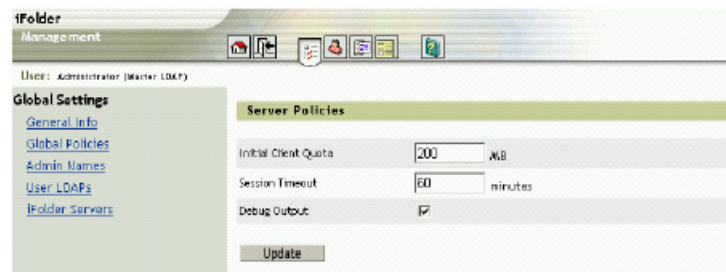 iFolder
Management
User: Administrator (Master LDAP)
Global Settings
General Info
Global Policies
Admin Names
User LDAPs
iFolder Servers
Server Policies
Initial Client Quota 200 MB
Session Timeout 60 minutes
Debug Output
Update